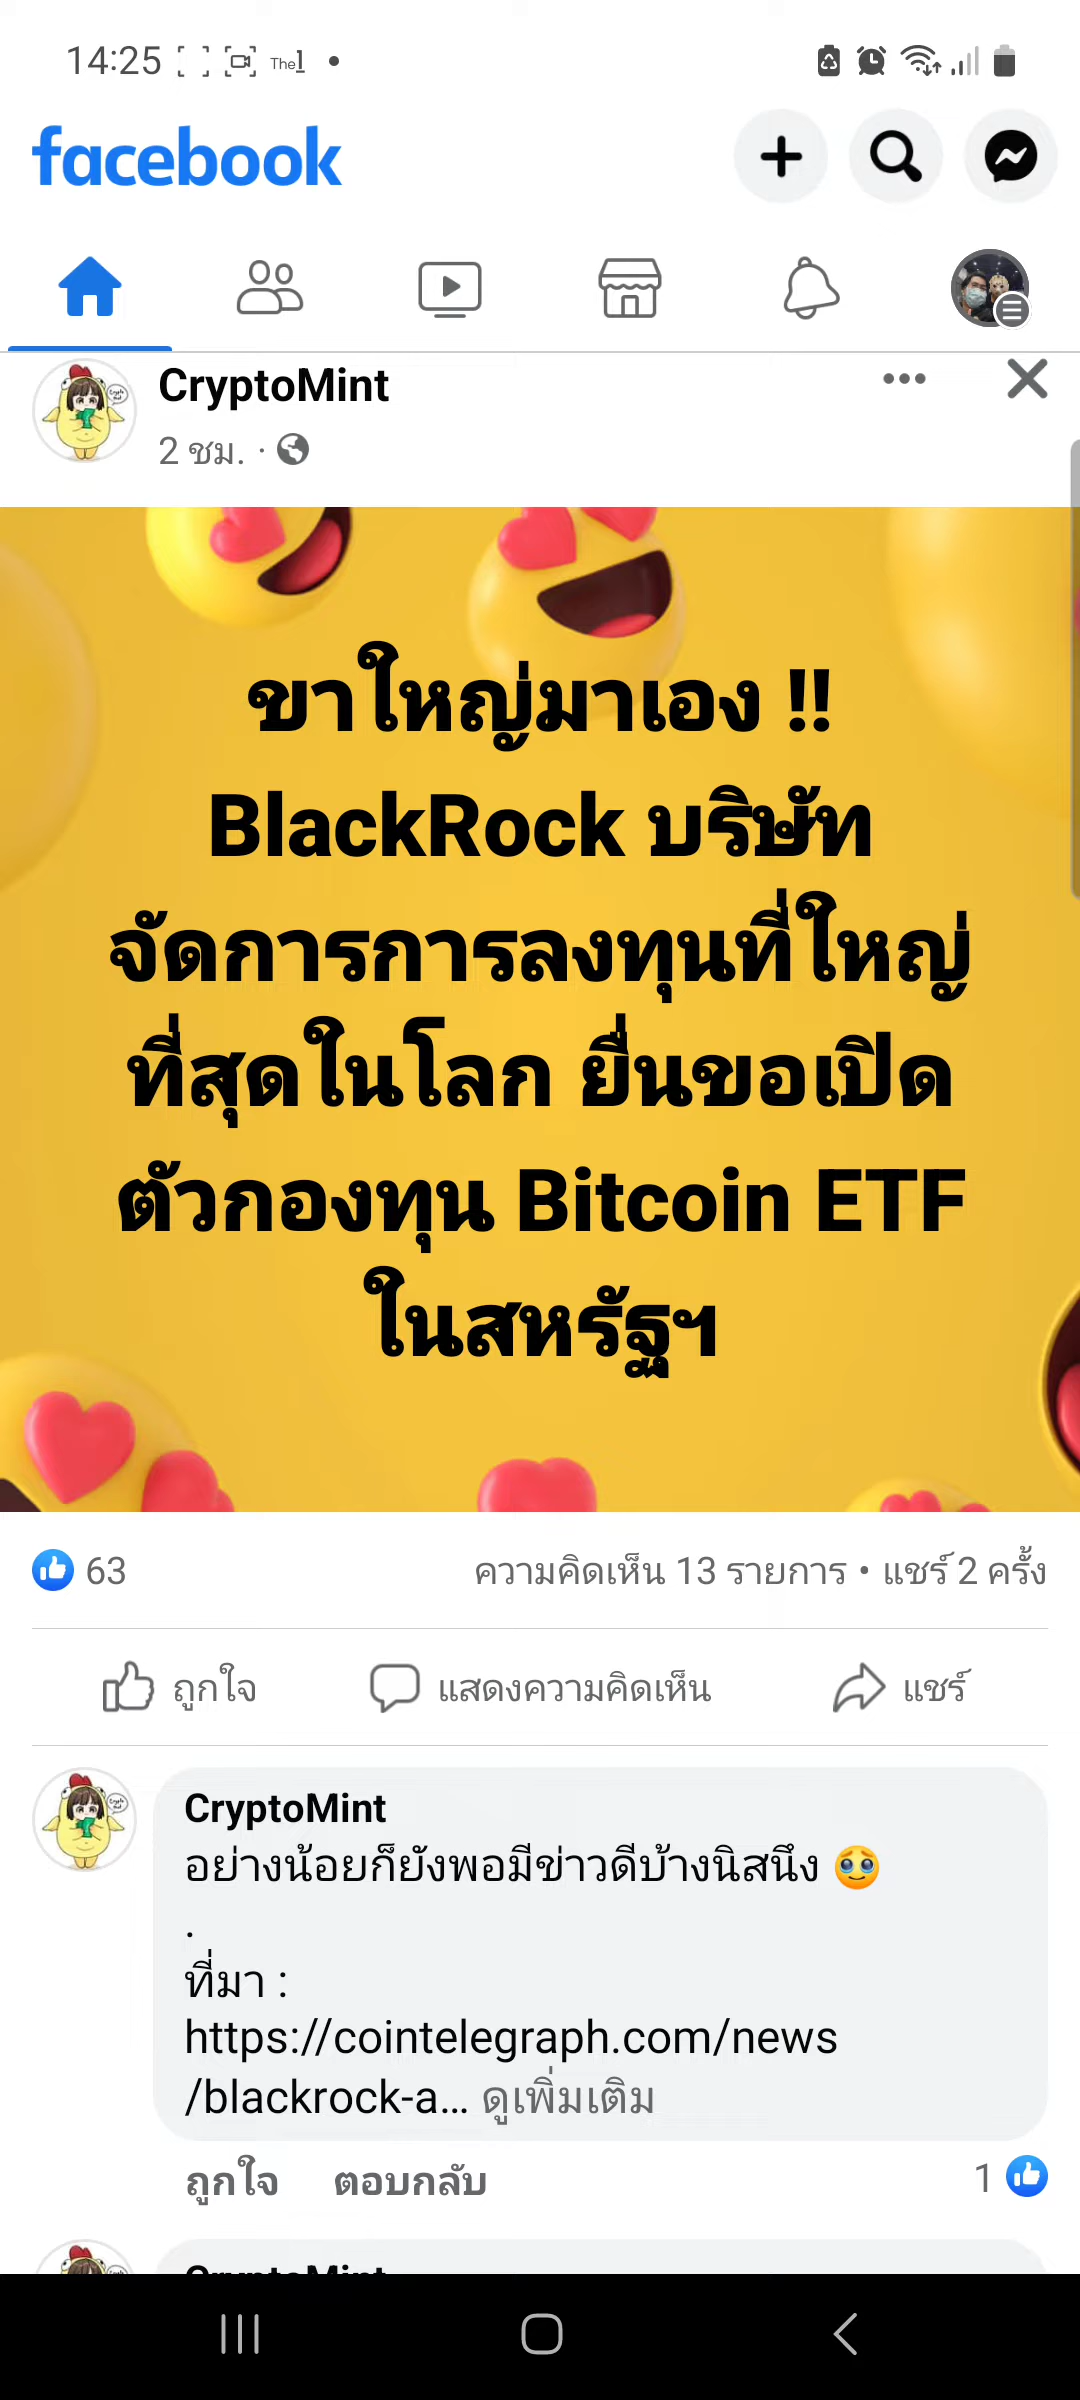 14:25 The1
facebook
CryptoMint
2 ชม. ·
ขาใหญ่มาเอง !!
BlackRock บริษัท
จัดการการลงทุนที่ใหญ่
ที่สุดในโลก ยื่นขอเปิด
ตัวกองทุน Bitcoin ETF
ในสหรัฐฯ
63 ความคิดเห็น 13 รายการ • แชร์ 2 ครั้ง
ถูกใจ แสดงความคิดเห็น แชร์
CryptoMint
อย่างน้อยก็ยังพอมีข่าวดีบ้างนิสนึง 🥹
.
ที่มา :
https://cointelegraph.com/news
/blackrock-a... ดูเพิ่มเติม
ถูกใจ ตอบกลับ 1
CryptoMint